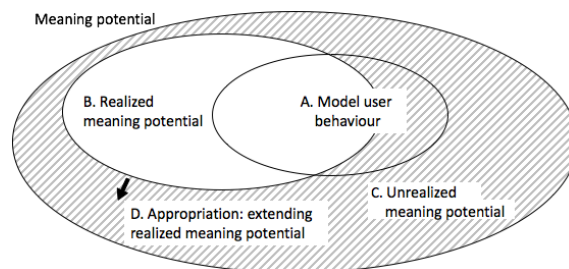 Meaning potential
B. Realized
meaning potential
A. Model user
behaviour
C. Unrealized
meaning potential
D. Appropriation: extending
realized meaning potential